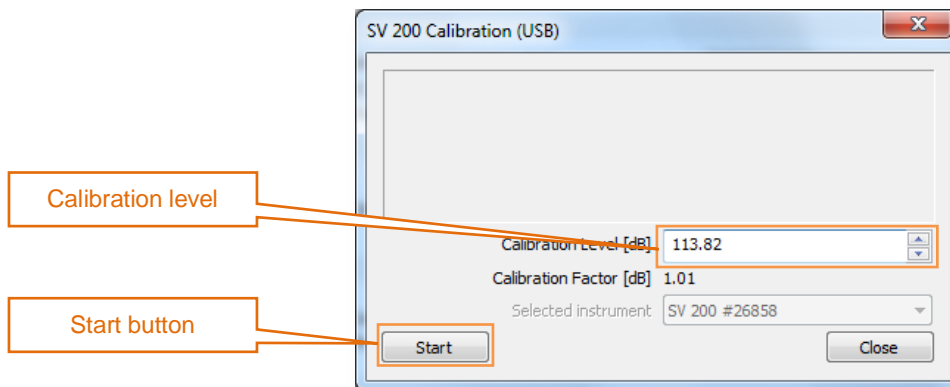 SV 200 Calibration (USB)
Calibration level
Calibration Level [dB] 113.82
Calibration Factor [dB] 1.01
Selected instrument SV 200 #26858
Start button
Start
Close